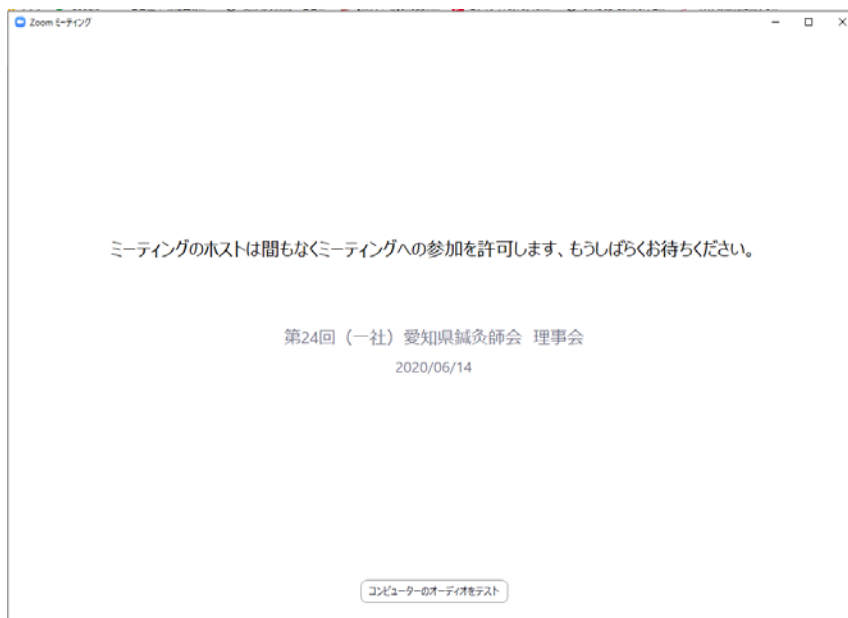 Zoom ミーティング
ミーティングのホストは間もなくミーティングへの参加を許可します、もうしばらくお待ちください。
第24回（一社）愛知県鍼灸師会 理事会
2020/06/14
コンピューターのオーディオをテスト